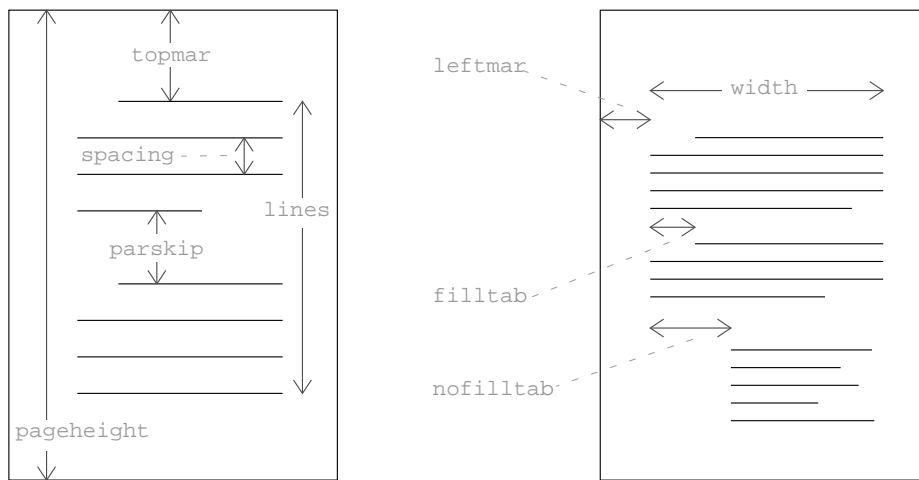 topmar
spacing
lines
parskip
pageheight
leftmar
width
filltab
nofilltab